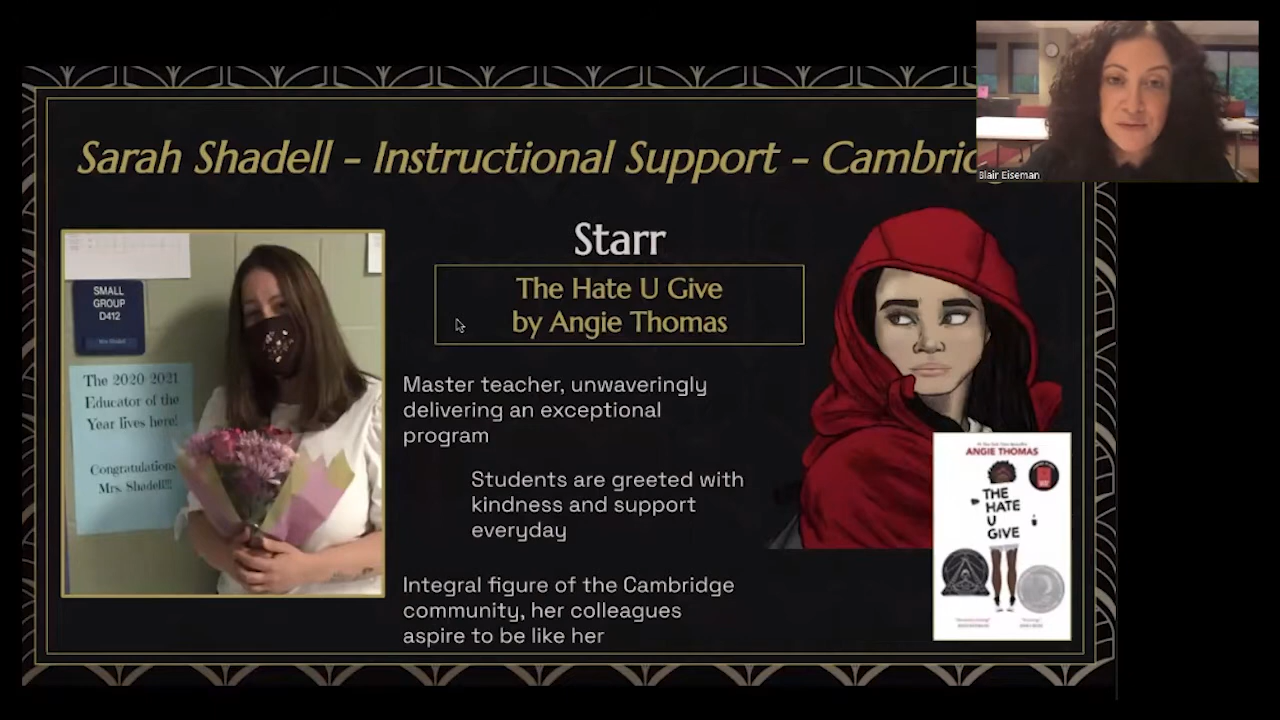 Sarah Shadell - Instructional Support - Cambridg
Blair Eiseman
Starr
The Hate U Give
by Angie Thomas
SMALL
GROUP
D412
The 2020-2021
Educator of the
Year lives here!
Congratulations
Mrs. Shadell!!!
Master teacher, unwaveringly
delivering an exceptional
program
Students are greeted with
kindness and support
everyday
Integral figure of the Cambridge
community, her colleagues
aspire to be like her
ANGIE THOMAS
THE
HATE
U
GIVE